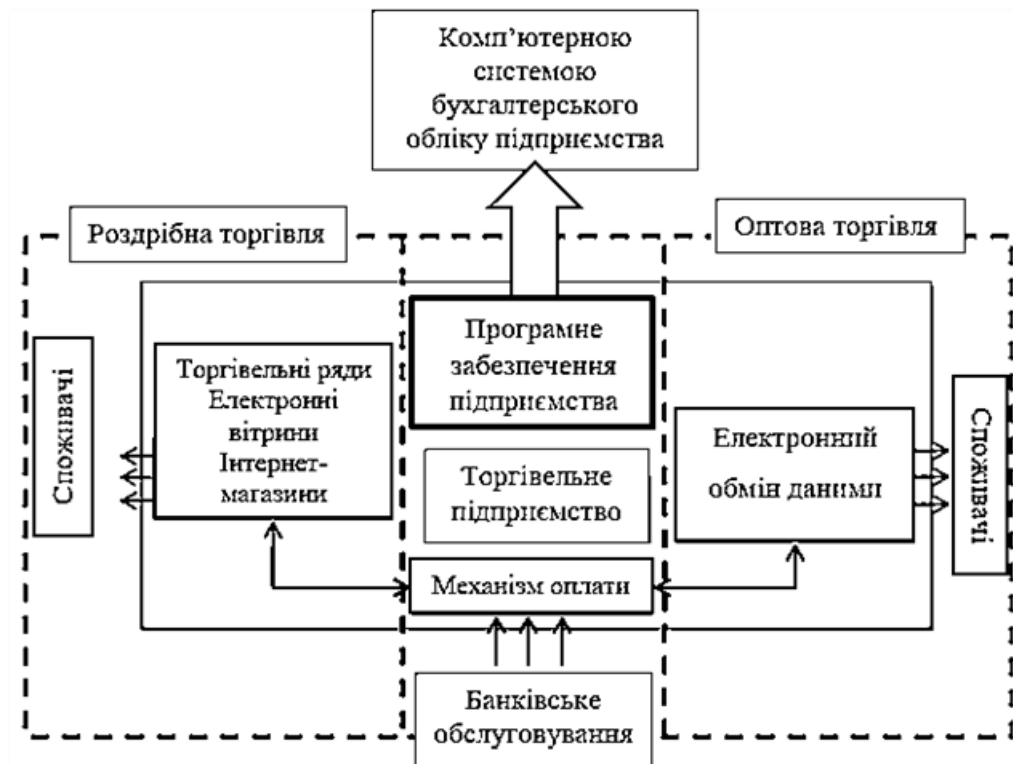 Комп’ютерною
системою
бухгалтерського
обліку підприємства
Роздрібна торгівля
Оптова торгівля
Програмне
забезпечення
підприємства
Споживачі
Торгівельні ряди
Електронні
вітрини
Інтернет-
магазини
Торгівельне
підприємство
Електронний
обмін даними
Споживачі
Механізм оплати
Банківське
обслуговування